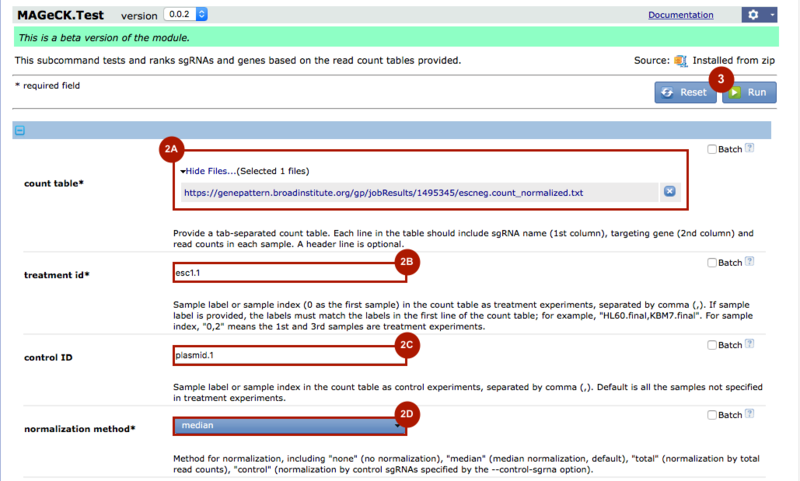 MAGeCK.Test version 0.0.2 Documentation
This is a beta version of the module.
This subcommand tests and ranks sgRNAs and genes based on the read count tables provided. Source: Installed from zip
* required field
3
Reset Run
2A
Batch ?
Hide Files...(Selected 1 files)
count table*
https://genepattern.broadinstitute.org/gp/jobResults/1495345/escneg.count_normalized.txt
Provide a tab-separated count table. Each line in the table should include sgRNA name (1st column), targeting gene (2nd column) and
read counts in each sample. A header line is optional.
2B
Batch ?
treatment id* esc1.1
Sample label or sample index (0 as the first sample) in the count table as treatment experiments, separated by comma (,). If sample
label is provided, the labels must match the labels in the first line of the count table; for example, "HL60.final,KBM7.final". For sample
index, "0,2" means the 1st and 3rd samples are treatment experiments.
2C
Batch ?
control ID plasmid.1
Sample label or sample index in the count table as control experiments, separated by comma (,). Default is all the samples not specified
in treatment experiments.
2D
Batch ?
normalization method* median
Method for normalization, including "none" (no normalization), "median" (median normalization, default), "total" (normalization by total
read counts), "control" (normalization by control sgRNAs specified by the --control-sgrna option).